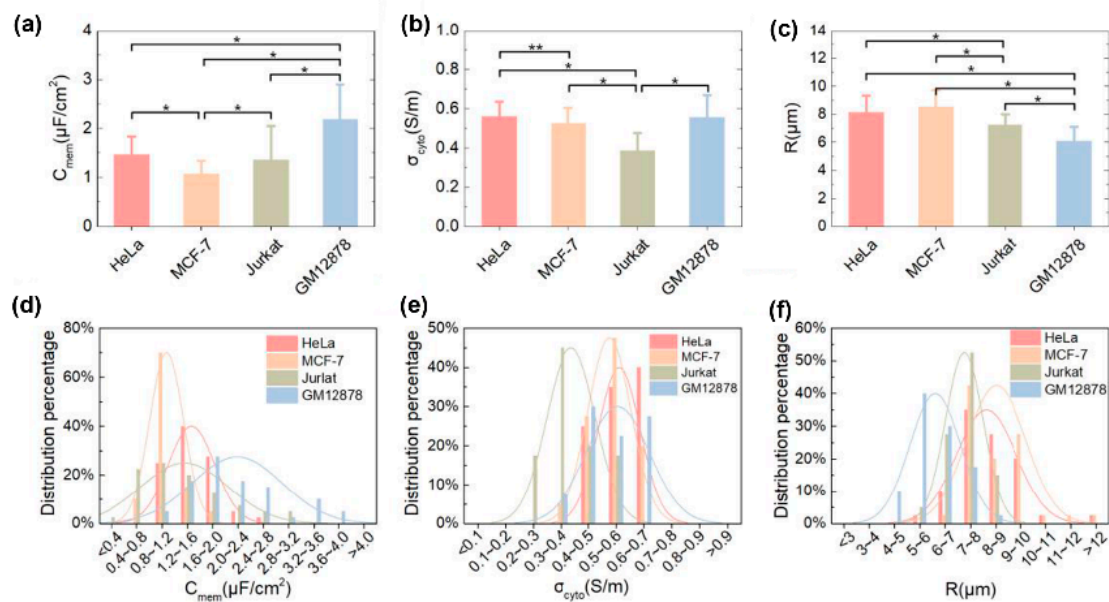 (a)
C_mem(μF/cm²)
4
3
2
1
0
* * * * *
HeLa MCF-7 Jurkat GM12878
(b)
σ_cyto(S/m)
1.0
0.8
0.6
0.4
0.2
0.0
** * * *
HeLa MCF-7 Jurkat GM12878
(c)
R(μm)
14
12
10
8
6
4
2
0
* * * * *
HeLa MCF-7 Jurkat GM12878
(d)
Distribution percentage
80%
60%
40%
20%
0%
HeLa
MCF-7
Jurlat
GM12878
<0.4 0.4~0.8 0.8~1.2 1.2~1.6 1.6~2.0 2.0~2.4 2.4~2.8 2.8~3.2 3.2~3.6 3.6~4.0 >4.0
C_mem(μF/cm²)
(e)
Distribution percentage
50%
40%
30%
20%
10%
0%
HeLa
MCF-7
Jurkat
GM12878
<0.1 0.1~0.2 0.2~0.3 0.3~0.4 0.4~0.5 0.5~0.6 0.6~0.7 0.7~0.8 0.8~0.9 >0.9
σ_cyto(S/m)
(f)
Distribution percentage
60%
50%
40%
30%
20%
10%
0%
HeLa
MCF-7
Jurkat
GM12878
<3 3~4 4~5 5~6 6~7 7~8 8~9 9~10 10~11 11~12 >12
R(μm)